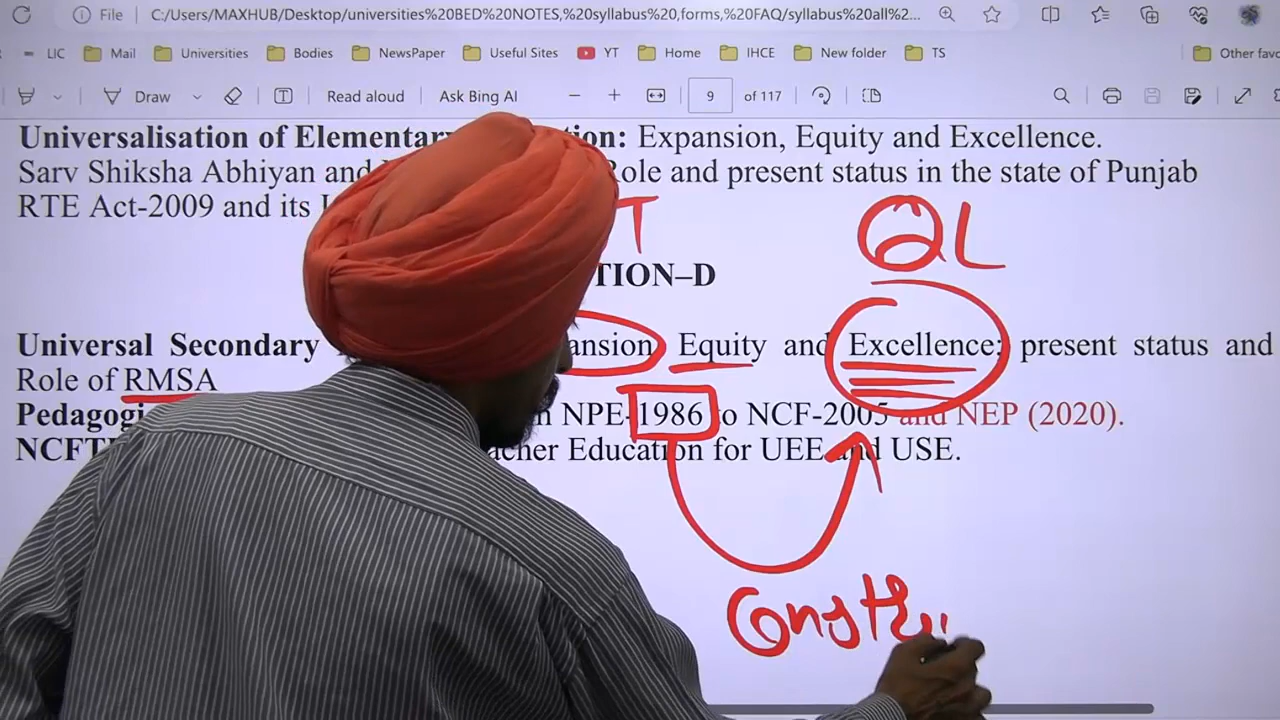 File C:/Users/MAXHUB/Desktop/universities%20BED%20NOTES,%20syllabus%20,forms,%20FAQ/syllabus%20all%2...
LIC Mail Universities Bodies NewsPaper Useful Sites YT Home IHCE New folder TS Other favo
Draw Read aloud Ask Bing AI 9 of 117
Universalisation of Elementary on: Expansion, Equity and Excellence.
Sarv Shiksha Abhiyan and Role and present status in the state of Punjab
RTE Act-2009 and its
T QL
TION–D
Universal Secondary ansion, Equity and Excellence; present status and
Role of RMSA
Pedagogi NPE-1986 to NCF-2005 and NEP (2020).
NCFT acher Education for UEE and USE.